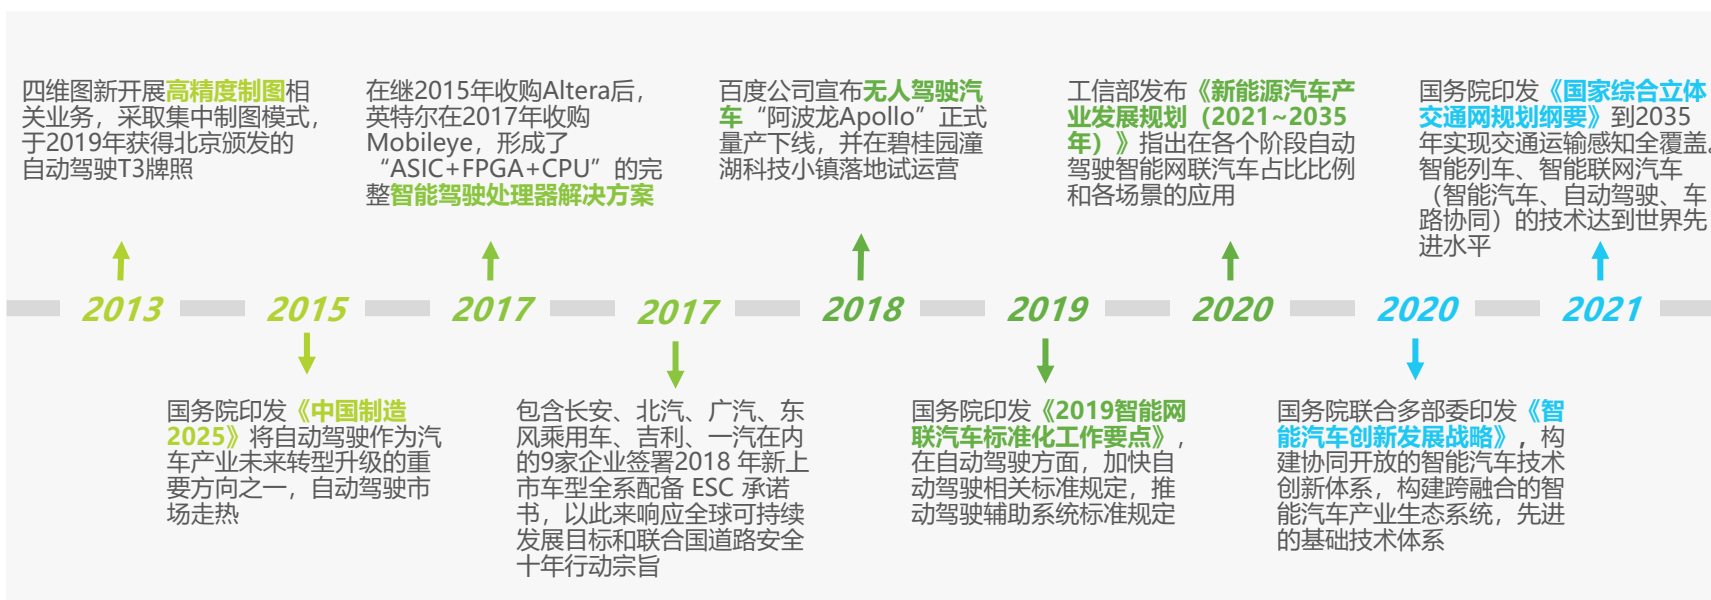 四维图新开展高精度制图相
关业务，采取集中制图模式，
于2019年获得北京颁发的
自动驾驶T3牌照
在继2015年收购Altera后，
英特尔在2017年收购
Mobileye，形成了
“ASIC+FPGA+CPU”的完
整智能驾驶处理器解决方案
百度公司宣布无人驾驶汽
车“阿波龙Apollo”正式
量产下线，并在碧桂园潼
湖科技小镇落地试运营
工信部发布《新能源汽车产
业发展规划（2021~2035
年）》指出在各个阶段自动
驾驶智能网联汽车占比比例
和各场景的应用
国务院印发《国家综合立体
交通网规划纲要》到2035
年实现交通运输感知全覆盖。
智能列车、智能联网汽车
（智能汽车、自动驾驶、车
路协同）的技术达到世界先
进水平
2013
2015
2017
2017
2018
2019
2020
2020
2021
国务院印发《中国制造
2025》将自动驾驶作为汽
车产业未来转型升级的重
要方向之一，自动驾驶市
场走热
包含长安、北汽、广汽、东
风乘用车、吉利、一汽在内
的9家企业签署2018 年新上
市车型全系配备 ESC 承诺
书，以此来响应全球可持续
发展目标和联合国道路安全
十年行动宗旨
国务院印发《2019智能网
联汽车标准化工作要点》，
在自动驾驶方面，加快自
动驾驶相关标准规定，推
动驾驶辅助系统标准规定
国务院联合多部委印发《智
能汽车创新发展战略》，构
建协同开放的智能汽车技术
创新体系，构建跨融合的智
能汽车产业生态系统，先进
的基础技术体系